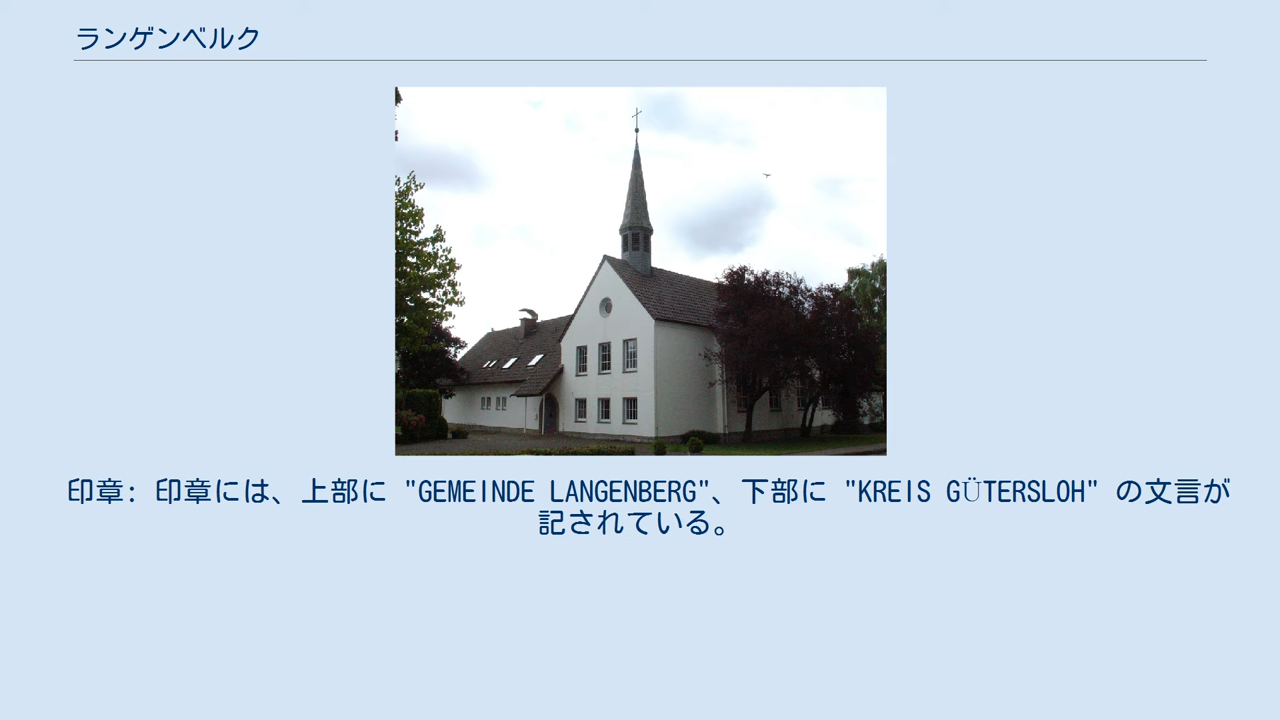 ランゲンベルク
印章: 印章には、上部に "GEMEINDE LANGENBERG"、下部に "KREIS GÜTERSLOH" の文言が
記されている。